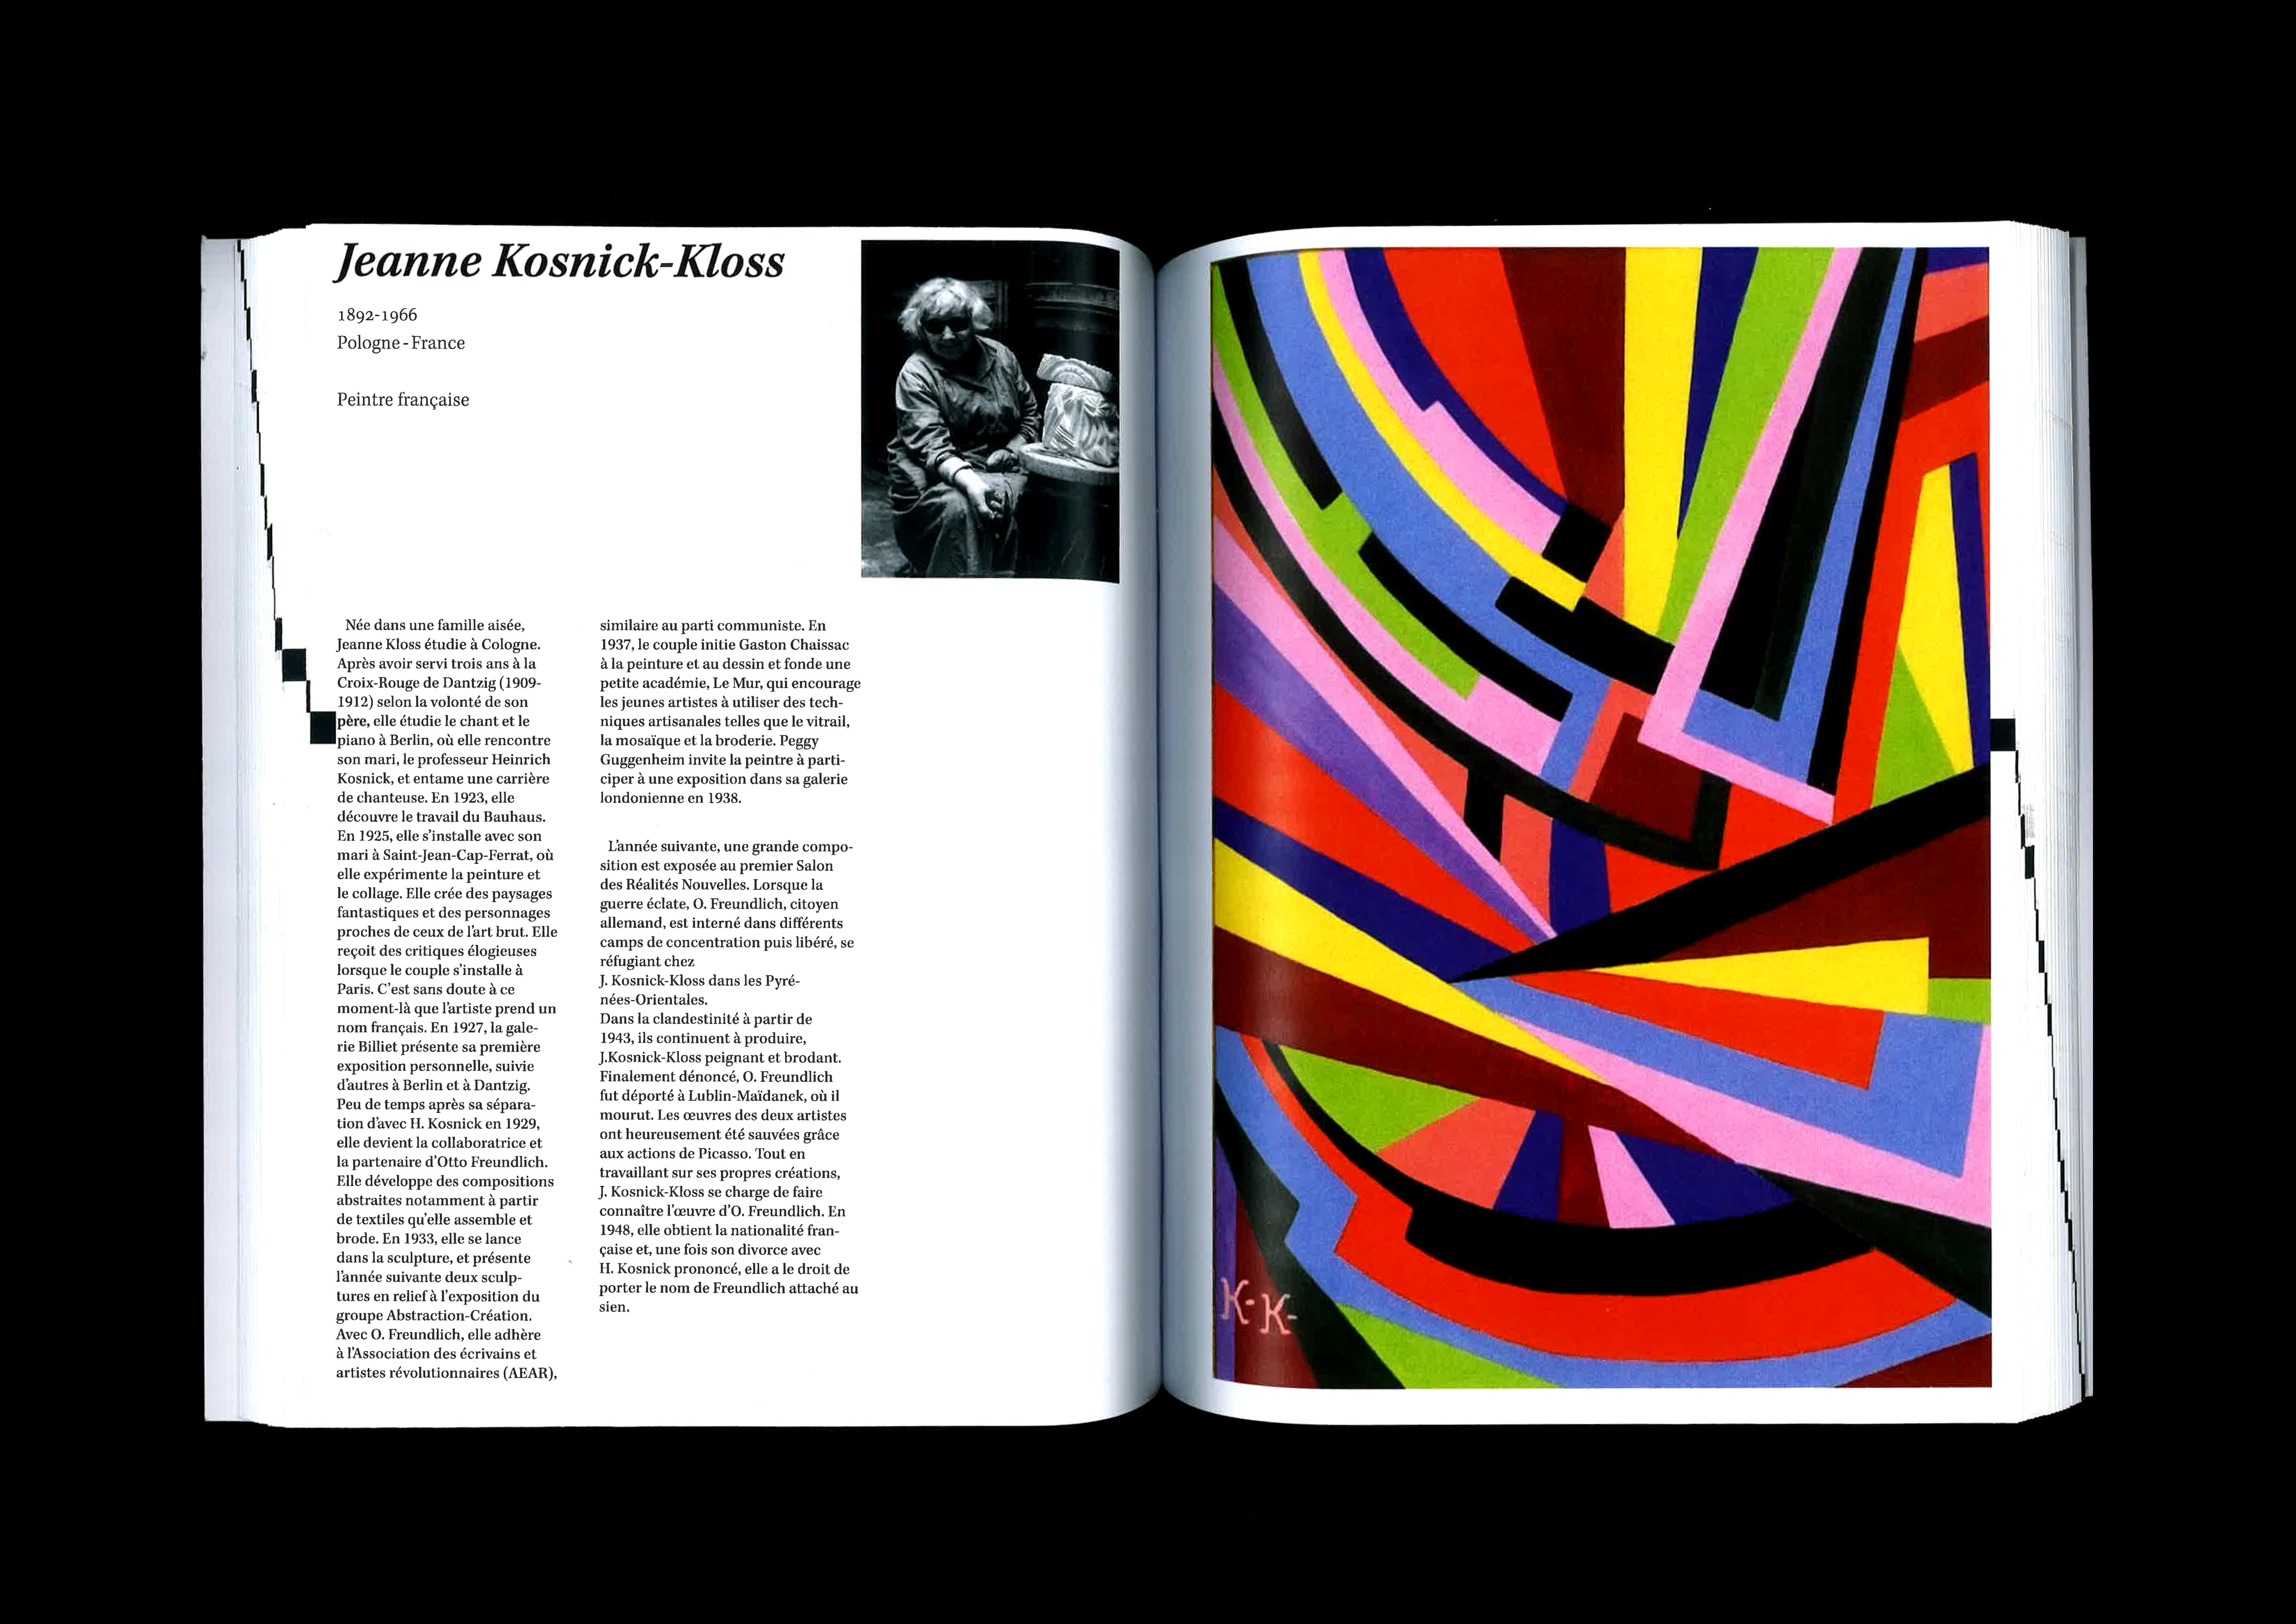 Jeanne Kosnick-Kloss
1892-1966
Pologne - France
Peintre française
Née dans une famille aisée,
Jeanne Kloss étudie à Cologne.
Après avoir servi trois ans à la
Croix-Rouge de Dantzig (1909-
1912) selon la volonté de son
père, elle étudie le chant et le
piano à Berlin, où elle rencontre
son mari, le professeur Heinrich
Kosnick, et entame une carrière
de chanteuse. En 1923, elle
découvre le travail du Bauhaus.
En 1925, elle s'installe avec son
mari à Saint-Jean-Cap-Ferrat, où
elle expérimente la peinture et
le collage. Elle crée des paysages
fantastiques et des personnages
proches de ceux de l'art brut. Elle
reçoit des critiques élogieuses
lorsque le couple s'installe à
Paris. C'est sans doute à ce
moment-là que l'artiste prend un
nom français. En 1927, la gale-
rie Billiet présente sa première
exposition personnelle, suivie
d'autres à Berlin et à Dantzig.
Peu de temps après sa sépara-
tion d'avec H. Kosnick en 1929,
elle devient la collaboratrice et
la partenaire d'Otto Freundlich.
Elle développe des compositions
abstraites notamment à partir
de textiles qu'elle assemble et
brode. En 1933, elle se lance
dans la sculpture, et présente
l'année suivante deux sculp-
tures en relief à l'exposition du
groupe Abstraction-Création.
Avec O. Freundlich, elle adhère
à l'Association des écrivains et
artistes révolutionnaires (AEAR),
similaire au parti communiste. En
1937, le couple initie Gaston Chaissac
à la peinture et au dessin et fonde une
petite académie, Le Mur, qui encourage
les jeunes artistes à utiliser des tech-
niques artisanales telles que le vitrail,
la mosaïque et la broderie. Peggy
Guggenheim invite la peintre à parti-
ciper à une exposition dans sa galerie
londonienne en 1938.
L'année suivante, une grande compo-
sition est exposée au premier Salon
des Réalités Nouvelles. Lorsque la
guerre éclate, O. Freundlich, citoyen
allemand, est interné dans différents
camps de concentration puis libéré, se
réfugiant chez
J. Kosnick-Kloss dans les Pyré-
nées-Orientales.
Dans la clandestinité à partir de
1943, ils continuent à produire,
J.Kosnick-Kloss peignant et brodant.
Finalement dénoncé, O. Freundlich
fut déporté à Lublin-Maïdanek, où il
mourut. Les œuvres des deux artistes
ont heureusement été sauvées grâce
aux actions de Picasso. Tout en
travaillant sur ses propres créations,
J. Kosnick-Kloss se charge de faire
connaître l'œuvre d'O. Freundlich. En
1948, elle obtient la nationalité fran-
çaise et, une fois son divorce avec
H. Kosnick prononcé, elle a le droit de
porter le nom de Freundlich attaché au
sien.
K-K-